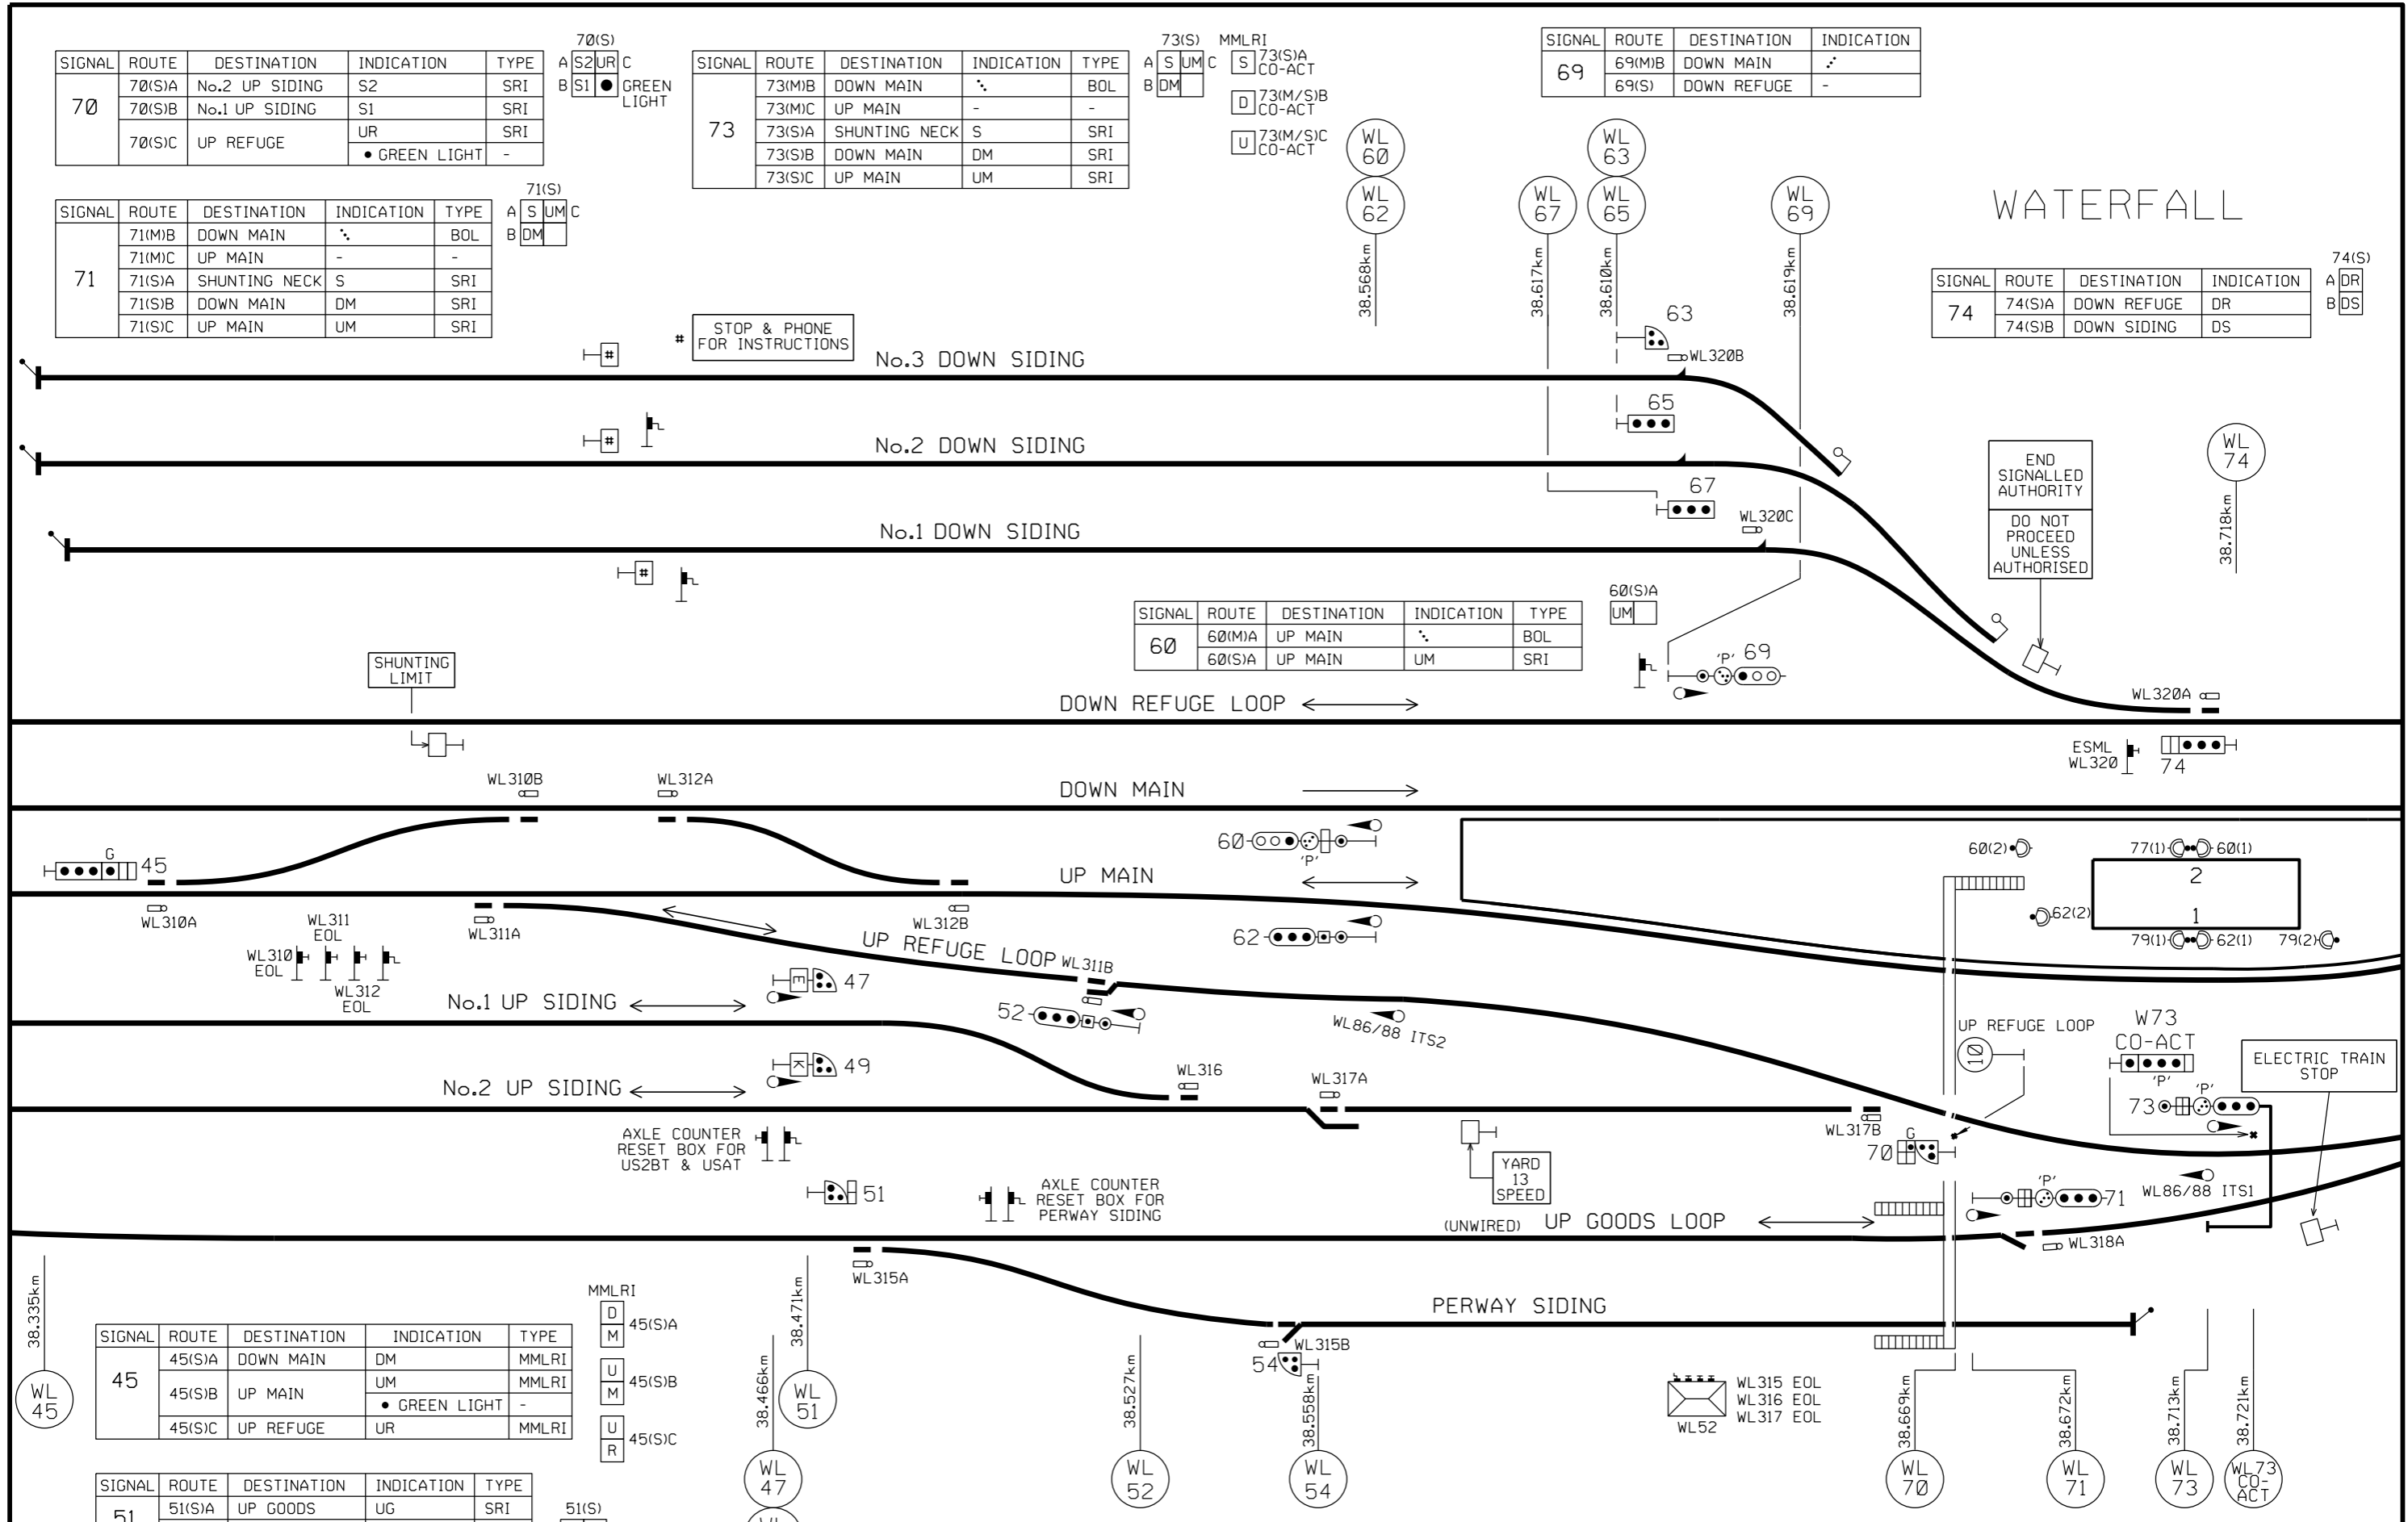 70(S)
A S2 UR C
B S1 ● GREEN LIGHT
SIGNAL ROUTE DESTINATION INDICATION TYPE
70
70(S)A No.2 UP SIDING S2 SRI
70(S)B No.1 UP SIDING S1 SRI
70(S)C UP REFUGE UR SRI
● GREEN LIGHT -
SIGNAL ROUTE DESTINATION INDICATION TYPE
73
73(M)B DOWN MAIN BOL
73(M)C UP MAIN - -
73(S)A SHUNTING NECK S SRI
73(S)B DOWN MAIN DM SRI
73(S)C UP MAIN UM SRI
73(S)
A S UM C
B DM
MMLRI
S 73(S)A CO-ACT
D 73(M/S)B CO-ACT
U 73(M/S)C CO-ACT
SIGNAL ROUTE DESTINATION INDICATION
69
69(M)B DOWN MAIN
69(S) DOWN REFUGE -
71(S)
A S UM C
B DM
SIGNAL ROUTE DESTINATION INDICATION TYPE
71
71(M)B DOWN MAIN BOL
71(M)C UP MAIN - -
71(S)A SHUNTING NECK S SRI
71(S)B DOWN MAIN DM SRI
71(S)C UP MAIN UM SRI
WL 60
WL 62
38.568km
WL 67
38.617km
WL 63
WL 65
38.610km
WL 69
38.619km
WATERFALL
SIGNAL ROUTE DESTINATION INDICATION
74
74(S)A DOWN REFUGE DR
74(S)B DOWN SIDING DS
74(S)
A DR
B DS
# STOP & PHONE
FOR INSTRUCTIONS
#
No.3 DOWN SIDING
63
WL320B
#
No.2 DOWN SIDING
65
#
No.1 DOWN SIDING
67
WL320C
END
SIGNALLED
AUTHORITY
DO NOT
PROCEED
UNLESS
AUTHORISED
WL 74
38.718km
SIGNAL ROUTE DESTINATION INDICATION TYPE
60
60(M)A UP MAIN BOL
60(S)A UP MAIN UM SRI
60(S)A
UM
SHUNTING
LIMIT
'P' 69
DOWN REFUGE LOOP
WL320A
ESML
WL320
74
WL310B
WL312A
DOWN MAIN
60
'P'
G
45
WL310A
UP MAIN
WL311A
WL312B
62
60(2)
77(1)
60(1)
2
1
62(2)
79(1)
62(1)
79(2)
WL310
EOL
WL311
EOL
WL312
EOL
UP REFUGE LOOP
WL311B
No.1 UP SIDING
E
47
52
WL86/88 ITS2
UP REFUGE LOOP
10
W73
CO-ACT
'P'
ELECTRIC TRAIN
STOP
K
49
No.2 UP SIDING
WL316
WL317A
WL317B
73
'P'
G
70
AXLE COUNTER
RESET BOX FOR
US2BT & USAT
YARD
13
SPEED
51
AXLE COUNTER
RESET BOX FOR
PERWAY SIDING
(UNWIRED) UP GOODS LOOP
'P'
71
WL86/88 ITS1
WL318A
WL315A
PERWAY SIDING
WL315B
54
38.335km
WL 45
MMLRI
D
M
45(S)A
U
M
45(S)B
U
R
45(S)C
SIGNAL ROUTE DESTINATION INDICATION TYPE
45
45(S)A DOWN MAIN DM MMLRI
45(S)B UP MAIN UM MMLRI
● GREEN LIGHT -
45(S)C UP REFUGE UR MMLRI
38.471km
WL 51
38.466km
WL 47
WL
38.527km
WL 52
38.558km
WL 54
WL52
WL315 EOL
WL316 EOL
WL317 EOL
38.669km
WL 70
38.672km
WL 71
38.713km
WL 73
38.721km
WL73
CO-
ACT
SIGNAL ROUTE DESTINATION INDICATION TYPE
51
51(S)A UP GOODS UG SRI
51(S)